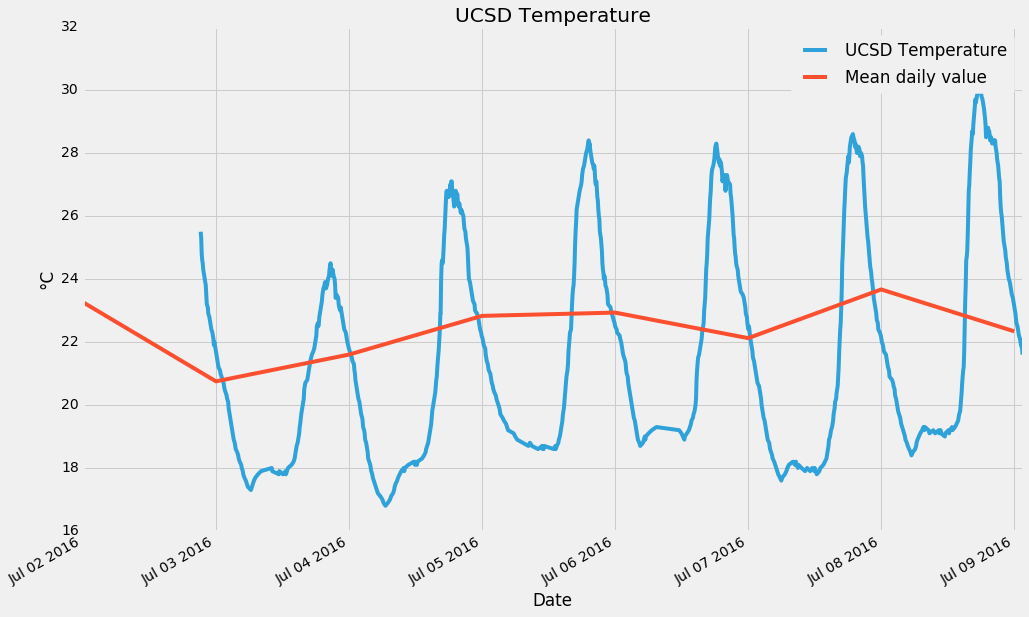 UCSD Temperature
32
30
28
26
24
22
20
18
16
°C
UCSD Temperature
Mean daily value
Jul 02 2016
Jul 03 2016
Jul 04 2016
Jul 05 2016
Jul 06 2016
Jul 07 2016
Jul 08 2016
Jul 09 2016
Date